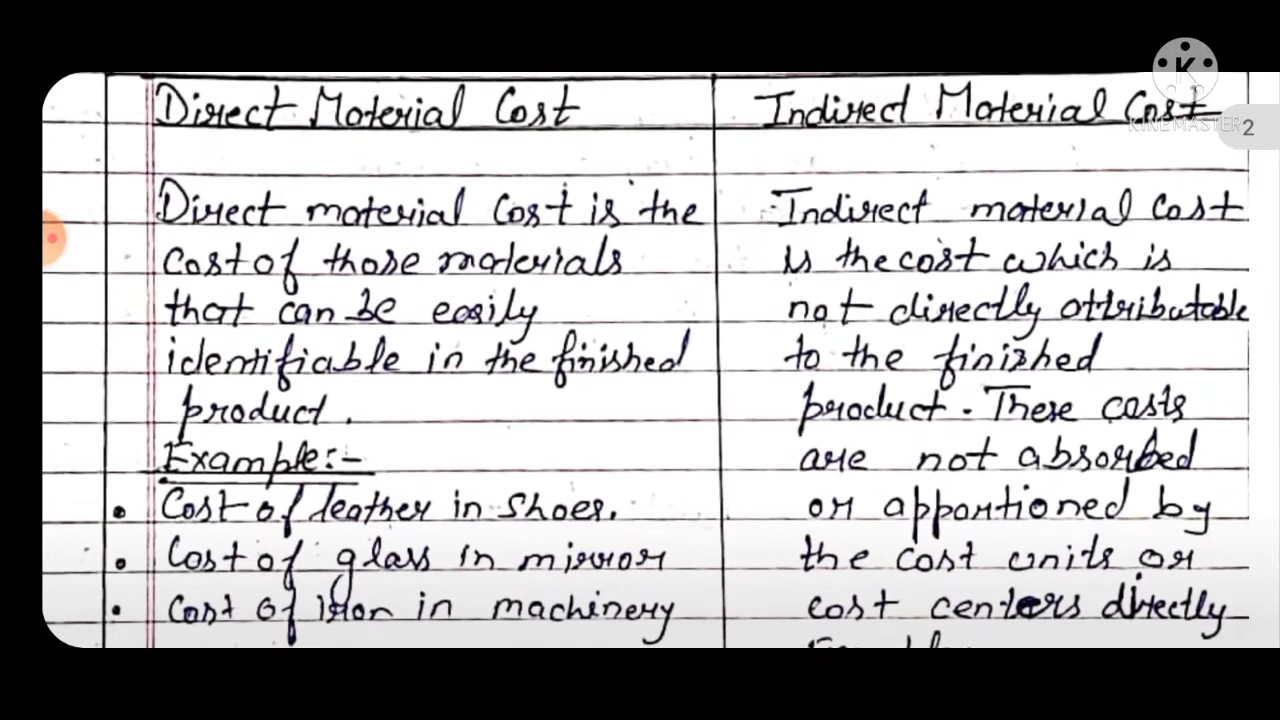 Direct Material Cost
Direct material Cost is the
cost of those materials
that can be easily
identifiable in the finished
product.
Example:-
• Cost of leather in shoes.
• Cost of glass in mirror
• Cost of Iron in machinery
Indirect Material Cost
Indirect material cost
is the cost which is
not directly attributable
to the finished
product. These costs
are not absorbed
or apportioned by
the cost units or
cost centers directly
K
KINEMASTER
2